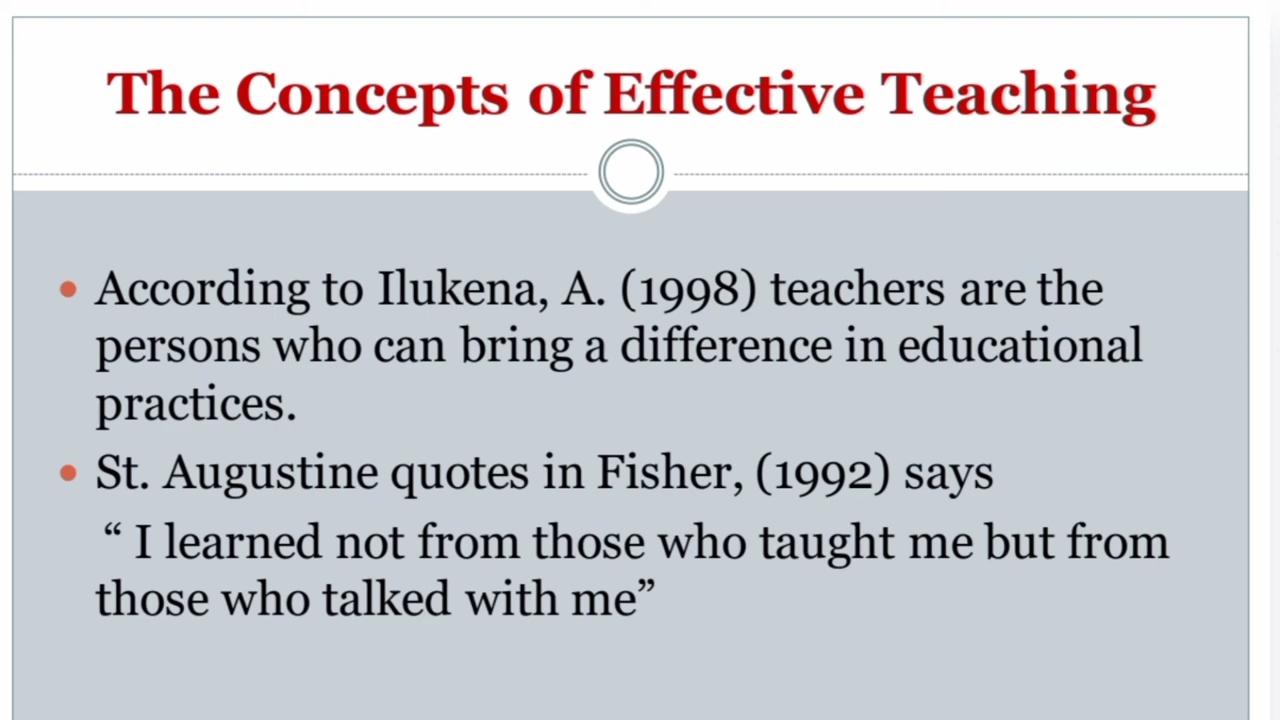 The Concepts of Effective Teaching
• According to Ilukena, A. (1998) teachers are the
persons who can bring a difference in educational
practices.
• St. Augustine quotes in Fisher, (1992) says
“ I learned not from those who taught me but from
those who talked with me”